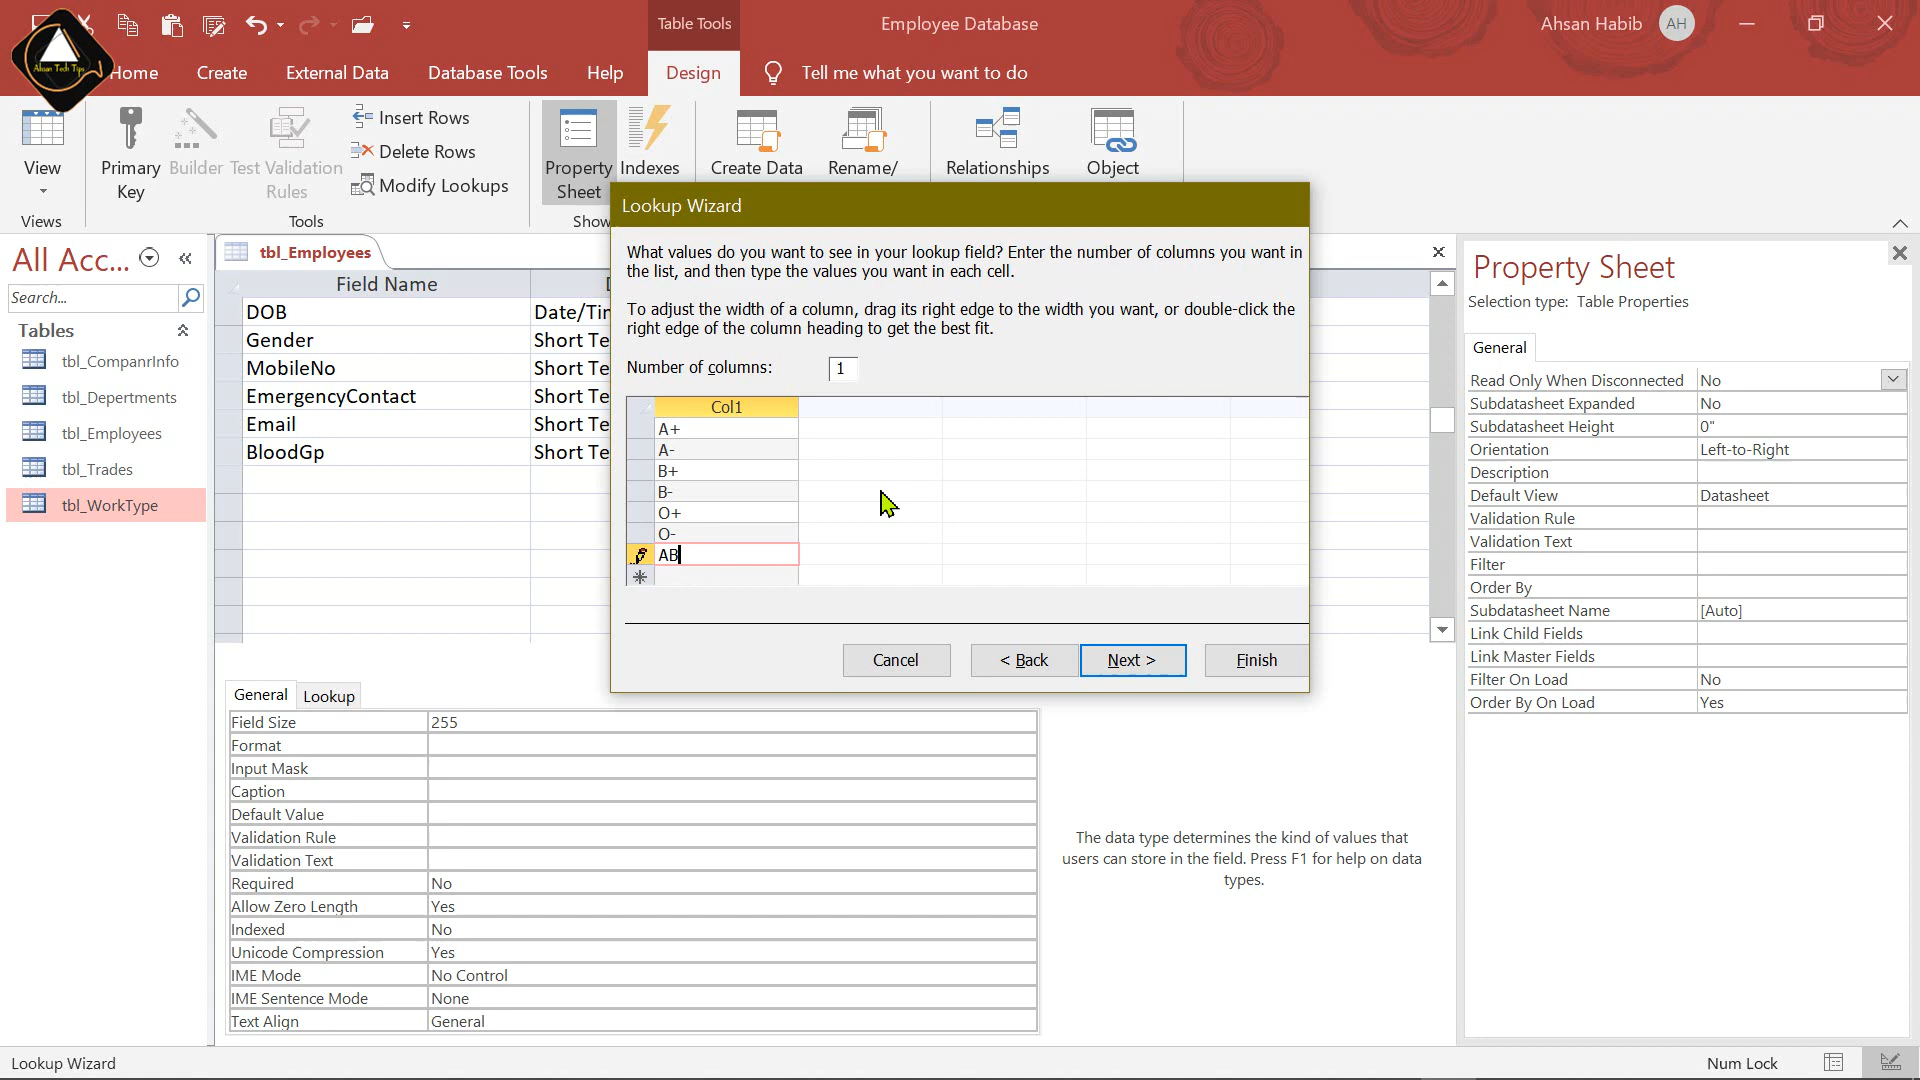 Table Tools
Employee Database
Ahsan Habib
AH
Ahsan Tech Tips
Home
Create
External Data
Database Tools
Help
Design
Tell me what you want to do
View
Primary Key
Builder
Test Validation Rules
Insert Rows
Delete Rows
Modify Lookups
Property Sheet
Indexes
Create Data
Rename/
Relationships
Object
Views
Tools
Show
All Acc...
Search...
Tables
tbl_CompanrInfo
tbl_Depertments
tbl_Employees
tbl_Trades
tbl_WorkType
tbl_Employees
Field Name
DOB Date/Tim
Gender Short Te
MobileNo Short Te
EmergencyContact Short Te
Email Short Te
BloodGp Short Te
Lookup Wizard
What values do you want to see in your lookup field? Enter the number of columns you want in
the list, and then type the values you want in each cell.
To adjust the width of a column, drag its right edge to the width you want, or double-click the
right edge of the column heading to get the best fit.
Number of columns: 1
Col1
A+
A-
B+
B-
O+
O-
AB
Cancel
< Back
Next >
Finish
General
Lookup
Field Size 255
Format
Input Mask
Caption
Default Value
Validation Rule
Validation Text
Required No
Allow Zero Length Yes
Indexed No
Unicode Compression Yes
IME Mode No Control
IME Sentence Mode None
Text Align General
The data type determines the kind of values that
users can store in the field. Press F1 for help on data
types.
Property Sheet
Selection type: Table Properties
General
Read Only When Disconnected No
Subdatasheet Expanded No
Subdatasheet Height 0"
Orientation Left-to-Right
Description
Default View Datasheet
Validation Rule
Validation Text
Filter
Order By
Subdatasheet Name [Auto]
Link Child Fields
Link Master Fields
Filter On Load No
Order By On Load Yes
Lookup Wizard
Num Lock